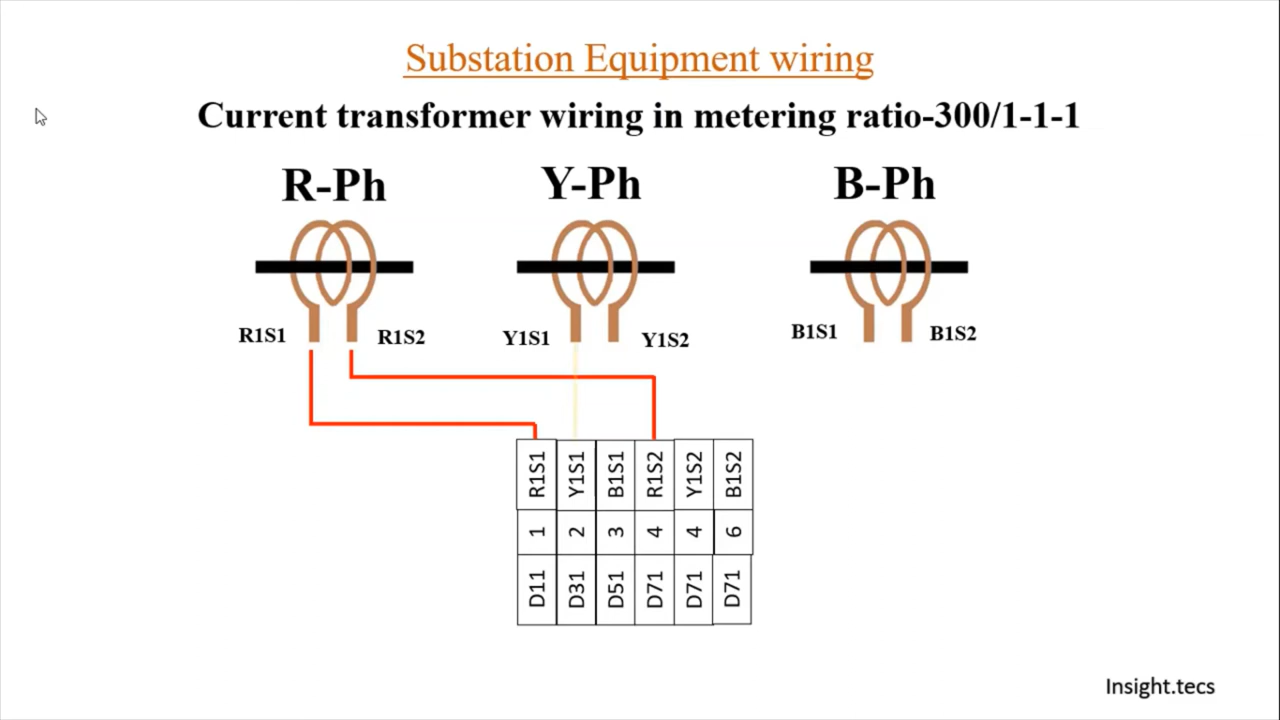 Substation Equipment wiring
Current transformer wiring in metering ratio-300/1-1-1
R-Ph
Y-Ph
B-Ph
R1S1
R1S2
Y1S1
Y1S2
B1S1
B1S2
R1S1 Y1S1 B1S1 R1S2 Y1S2 B1S2
1 2 3 4 4 6
D11 D31 D51 D71 D71 D71
Insight.tecs